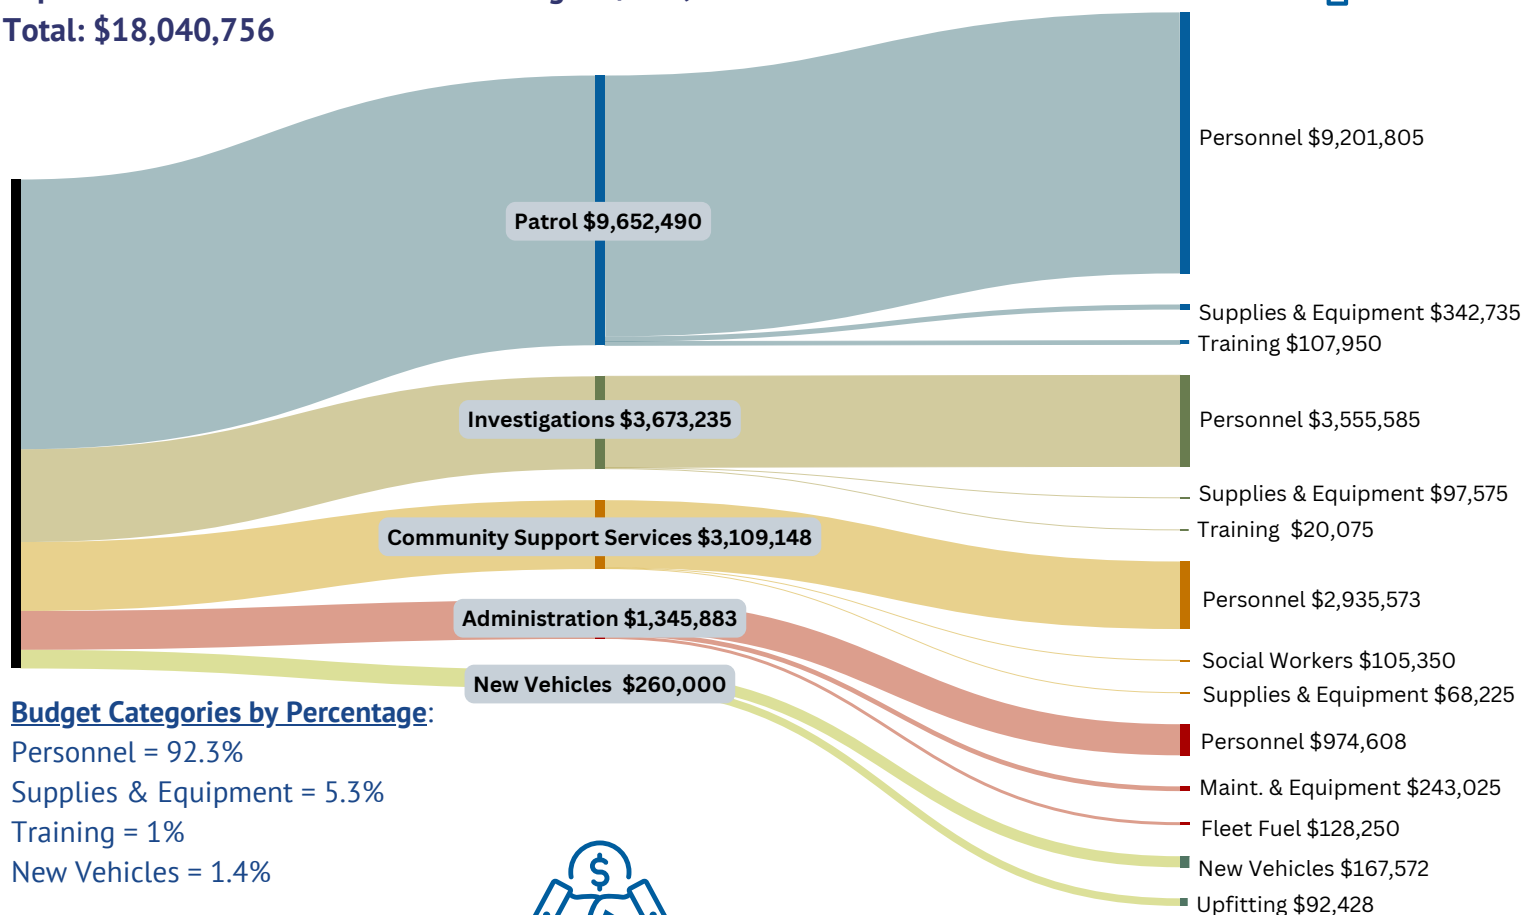 Total: $18,040,756
Patrol $9,652,490
Investigations $3,673,235
Community Support Services $3,109,148
Administration $1,345,883
New Vehicles $260,000
Personnel $9,201,805
Supplies & Equipment $342,735
Training $107,950
Personnel $3,555,585
Supplies & Equipment $97,575
Training $20,075
Personnel $2,935,573
Social Workers $105,350
Supplies & Equipment $68,225
Personnel $974,608
Maint. & Equipment $243,025
Fleet Fuel $128,250
New Vehicles $167,572
Upfitting $92,428
Budget Categories by Percentage:
Personnel = 92.3%
Supplies & Equipment = 5.3%
Training = 1%
New Vehicles = 1.4%
$